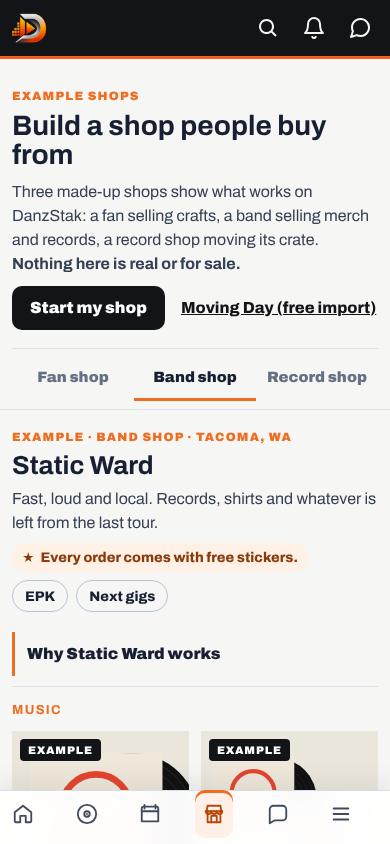 EXAMPLE SHOPS
Build a shop people buy
from
Three made-up shops show what works on
DanzStak: a fan selling crafts, a band selling merch
and records, a record shop moving its crate.
Nothing here is real or for sale.
Start my shop
Moving Day (free import)
Fan shop
Band shop
Record shop
EXAMPLE · BAND SHOP · TACOMA, WA
Static Ward
Fast, loud and local. Records, shirts and whatever is
left from the last tour.
★ Every order comes with free stickers.
EPK
Next gigs
Why Static Ward works
MUSIC
EXAMPLE
EXAMPLE